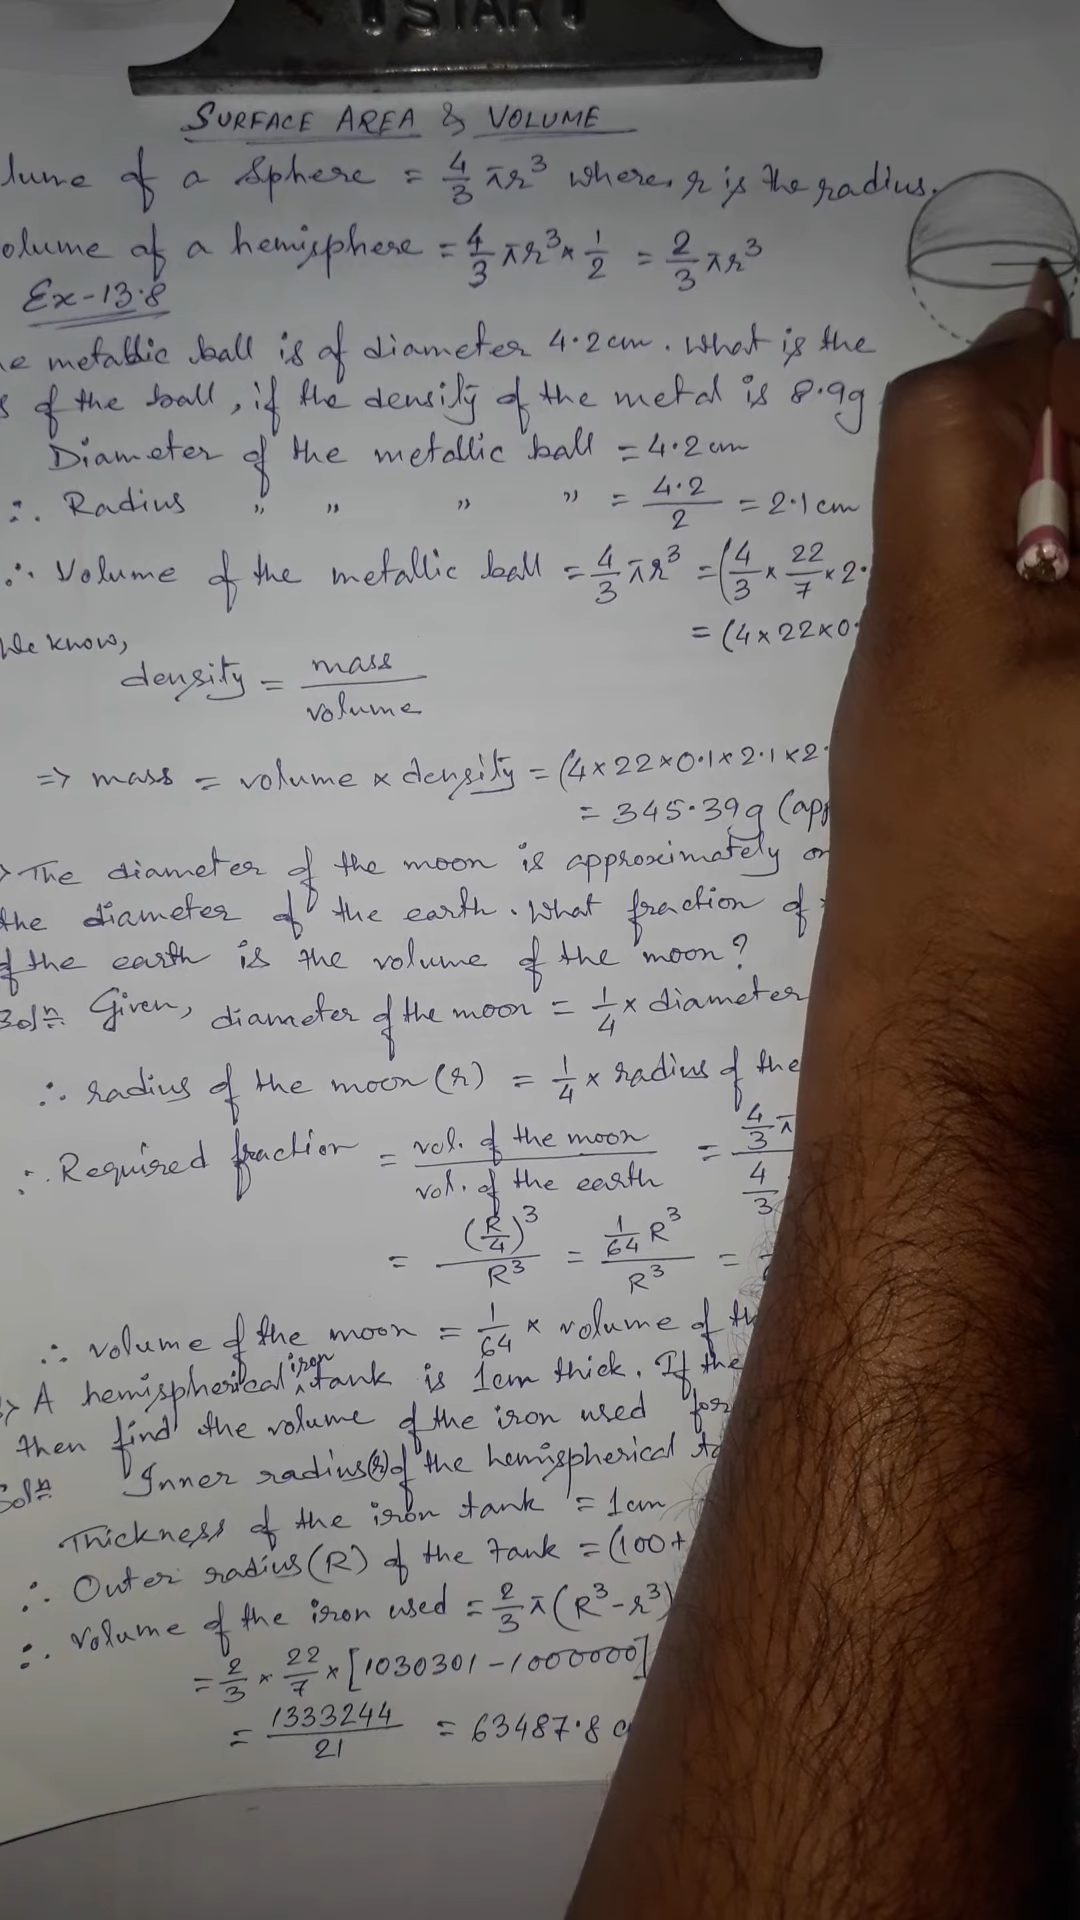 START
SURFACE AREA & VOLUME
lume of a sphere = 4/3 πr³ where, r is the radius.
olume of a hemisphere = 4/3 πr³ × 1/2 = 2/3 πr³
Ex-13.8
metallic ball is of diameter 4.2cm. What is the
of the ball, if the density of the metal is 8.9g
Diameter of the metallic ball = 4.2 cm
∴ Radius " " " " = 4.2/2 = 2.1 cm
∴ Volume of the metallic ball = 4/3 πr³ = (4/3 × 22/7 × 2.
= (4 × 22 × 0.
We know,
density = mass/volume
=> mass = volume × density = (4×22×0.1×2.1×2.
= 345.39g (app
The diameter of the moon is approximately on
the diameter of the earth. What fraction of
of the earth is the volume of the moon?
Solⁿ= Given, diameter of the moon = 1/4 × diameter
∴ radius of the moon (r) = 1/4 × radius of the
∴ Required fraction = vol. of the moon/vol. of the earth = 4/3 π/4/3
= (R/4)³/R³ = 1/64 R³/R³ =
∴ volume of the moon = 1/64 × volume of th
A hemispherical iron tank is 1cm thick. If the
then find the volume of the iron used for
Solⁿ= Inner radius(r) of the hemispherical ta
Thickness of the iron tank = 1cm
∴ Outer radius (R) of the tank = (100+
∴ Volume of the iron used = 2/3 π (R³ - r³)
= 2/3 × 22/7 × [1030301 - 1000000]
= 1333244/21 = 63487.8 c